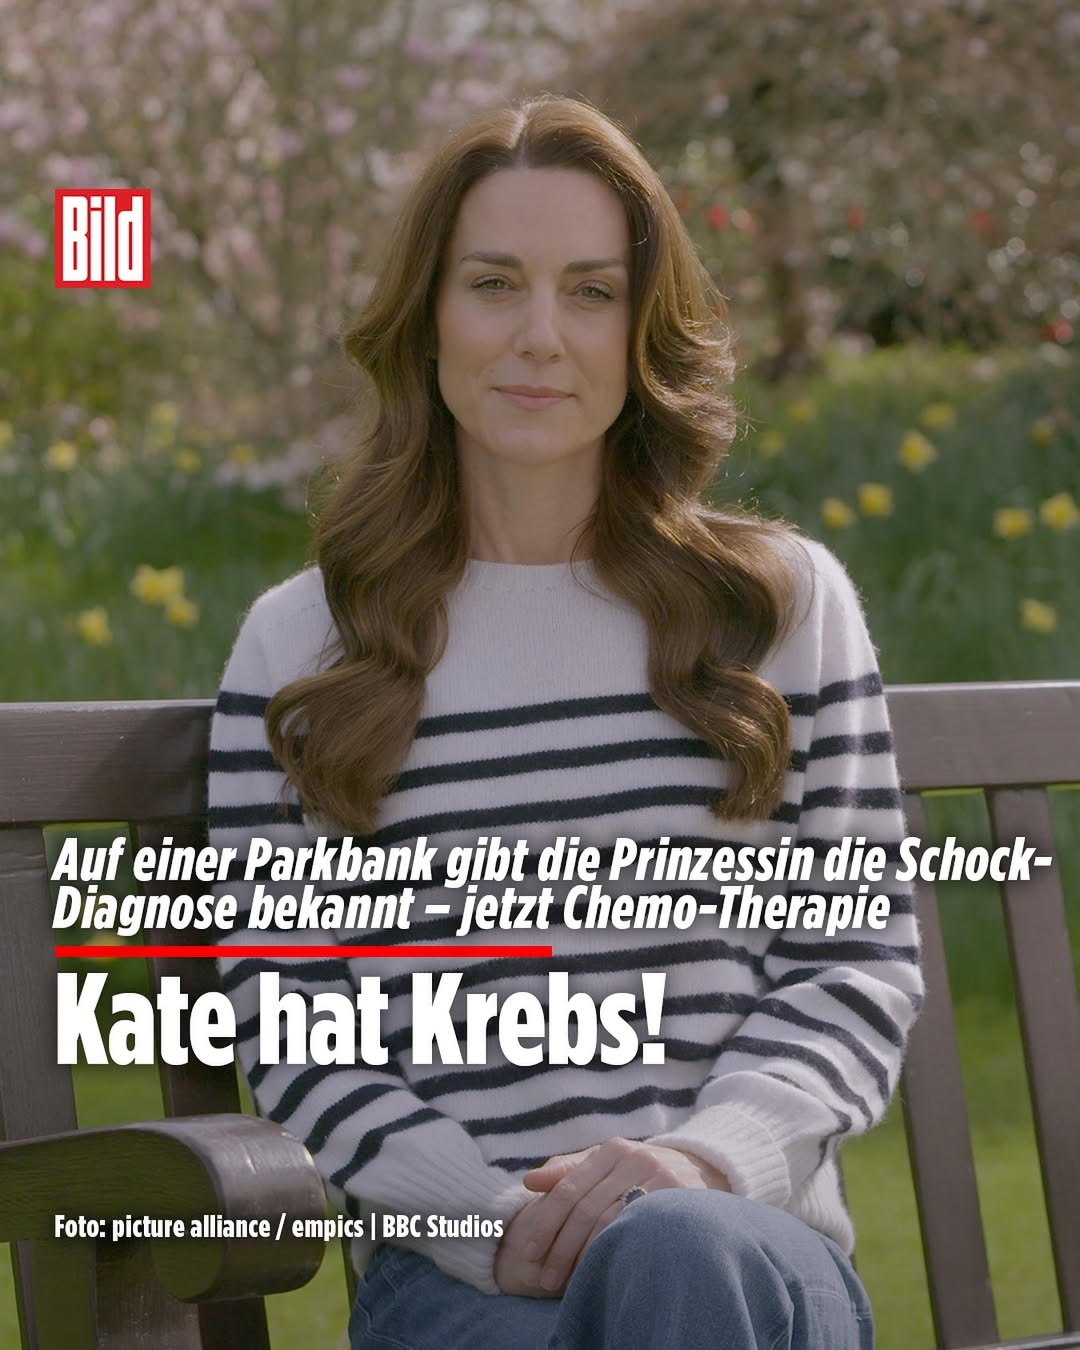 Bild
Auf einer Parkbank gibt die Prinzessin die Schock-
Diagnose bekannt – jetzt Chemo-Therapie
Kate hat Krebs!
Foto: picture alliance / empics | BBC Studios